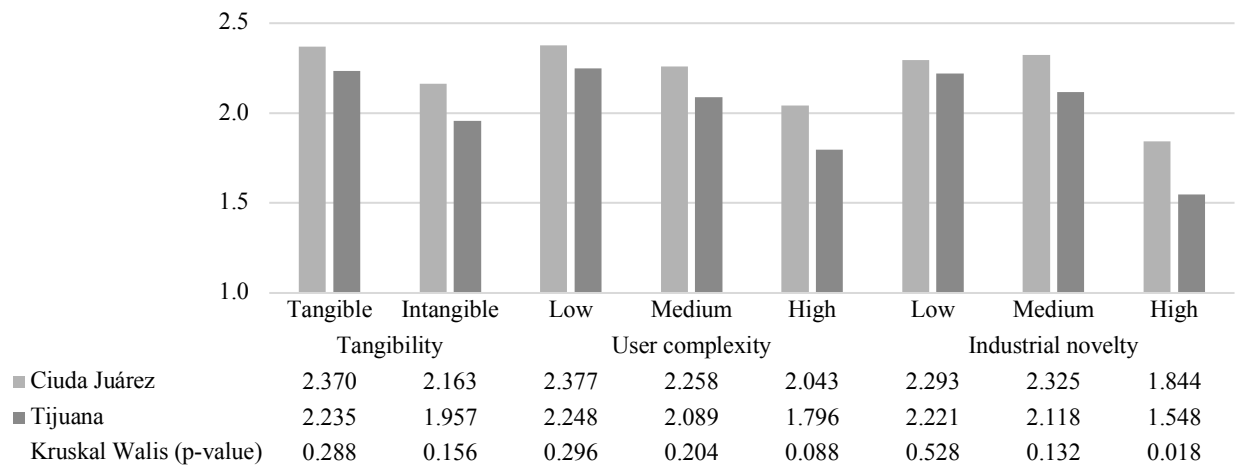 2.5
2.0
1.5
1.0
Tangible Intangible Low Medium High Low Medium High
Tangibility User complexity Industrial novelty
Ciuda Juárez 2.370 2.163 2.377 2.258 2.043 2.293 2.325 1.844
Tijuana 2.235 1.957 2.248 2.089 1.796 2.221 2.118 1.548
Kruskal Walis (p-value) 0.288 0.156 0.296 0.204 0.088 0.528 0.132 0.018